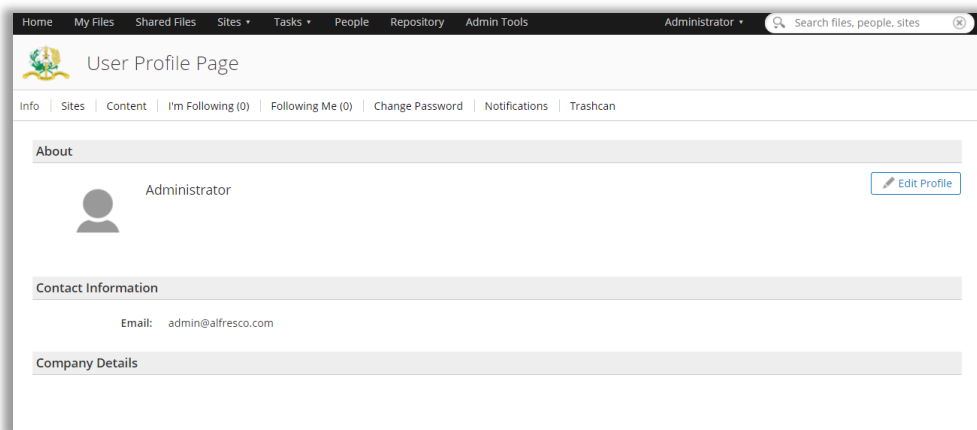 Home My Files Shared Files Sites Tasks People Repository Admin Tools Administrator Search files, people, sites
User Profile Page
Info Sites Content I'm Following (0) Following Me (0) Change Password Notifications Trashcan
About
Administrator
Edit Profile
Contact Information
Email: admin@alfresco.com
Company Details